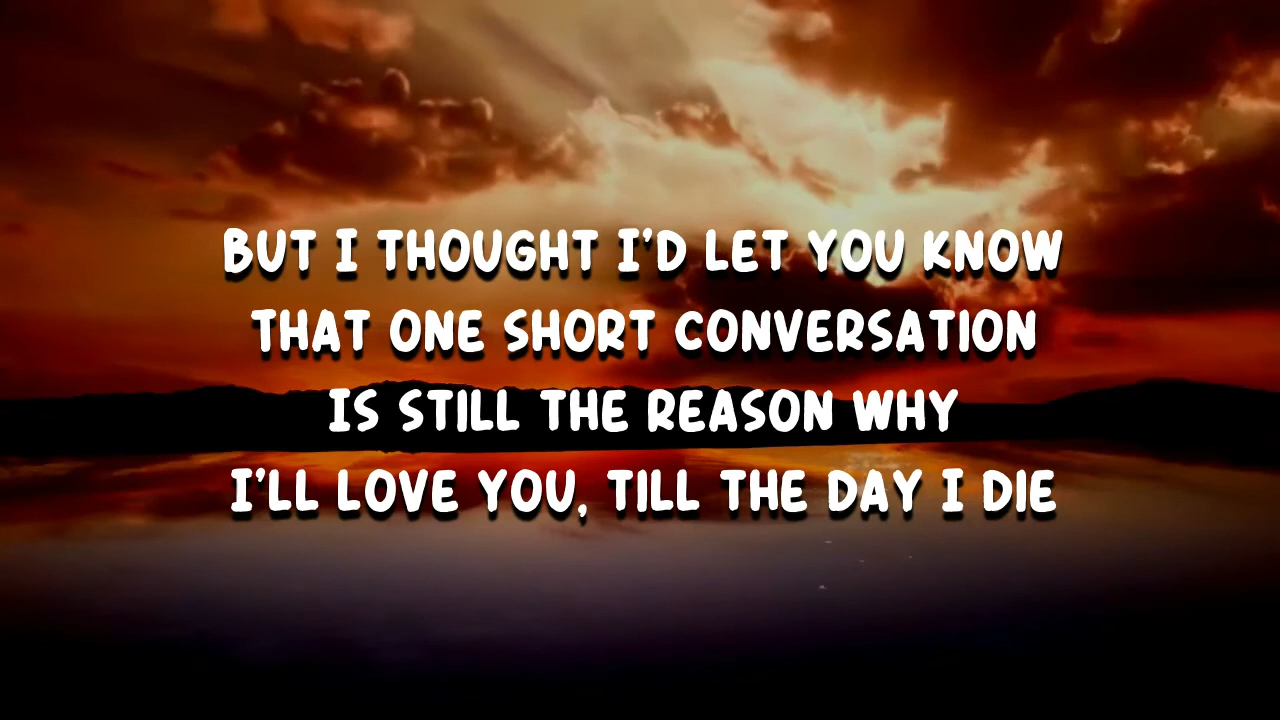 BUT I THOUGHT I'D LET YOU KNOW
THAT ONE SHORT CONVERSATION
IS STILL THE REASON WHY
I'LL LOVE YOU, TILL THE DAY I DIE